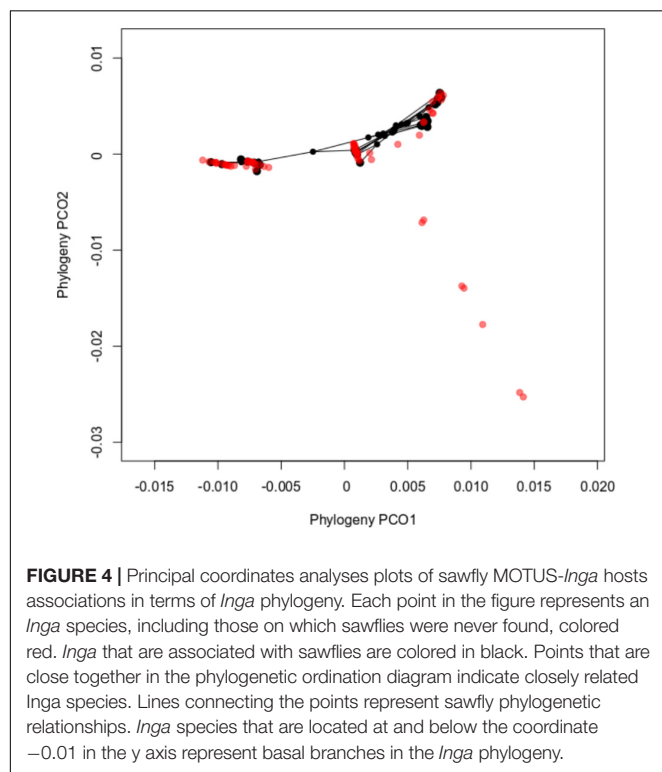 0.01
0
-0.01
-0.02
-0.03
Phylogeny PCO2
-0.015
-0.010
-0.005
0
0.005
0.010
0.015
0.020
Phylogeny PCO1
FIGURE 4 | Principal coordinates analyses plots of sawfly MOTUS-Inga hosts
associations in terms of Inga phylogeny. Each point in the figure represents an
Inga species, including those on which sawflies were never found, colored
red. Inga that are associated with sawflies are colored in black. Points that are
close together in the phylogenetic ordination diagram indicate closely related
Inga species. Lines connecting the points represent sawfly phylogenetic
relationships. Inga species that are located at and below the coordinate
−0.01 in the y axis represent basal branches in the Inga phylogeny.